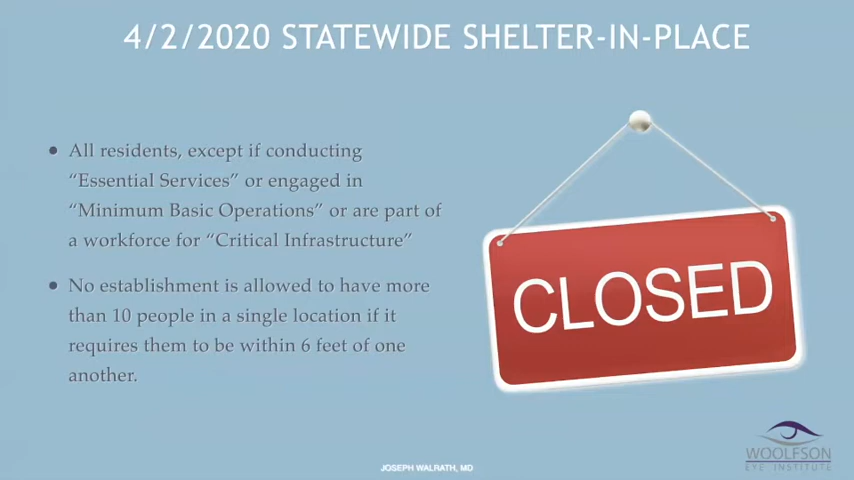 4/2/2020 STATEWIDE SHELTER-IN-PLACE
• All residents, except if conducting
“Essential Services” or engaged in
“Minimum Basic Operations” or are part of
a workforce for “Critical Infrastructure”
• No establishment is allowed to have more
than 10 people in a single location if it
requires them to be within 6 feet of one
another.
CLOSED
JOSEPH WALRATH, MD
WOOLFSON
EYE INSTITUTE